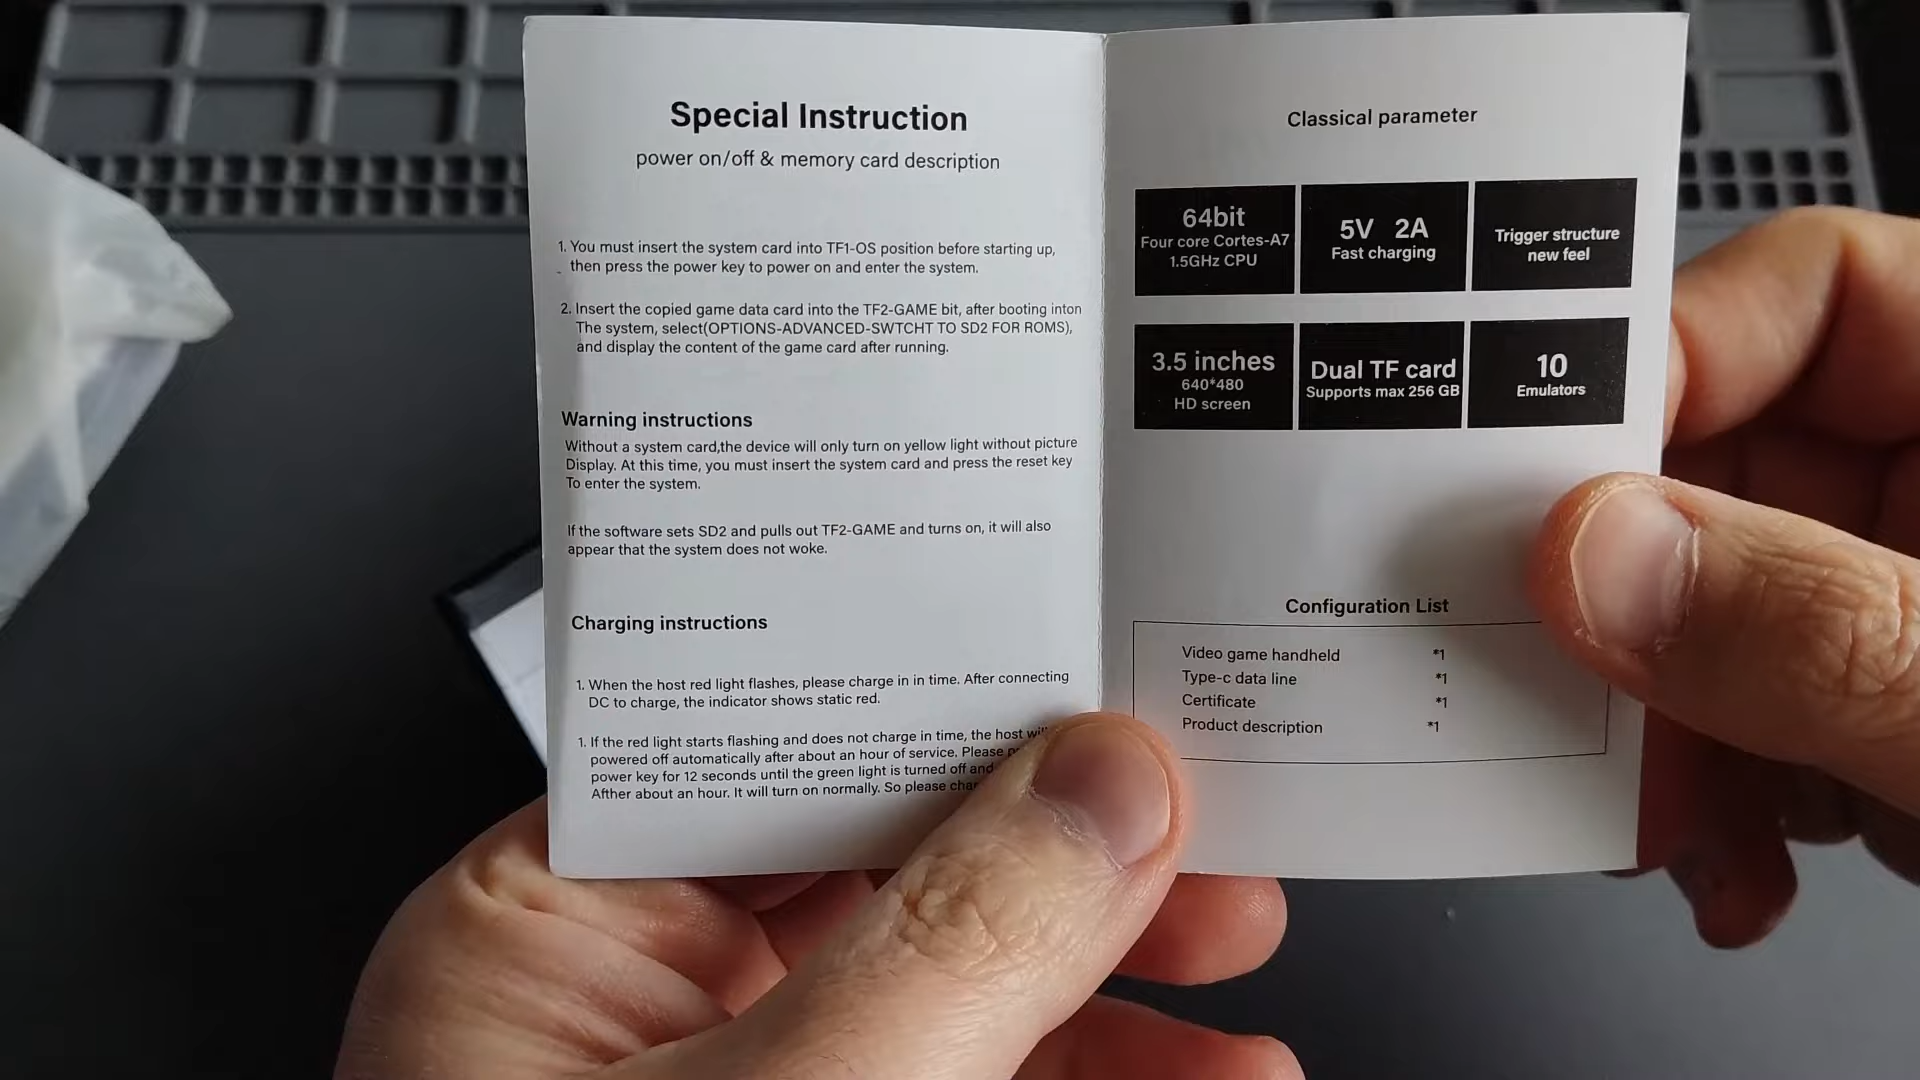 Special Instruction
power on/off & memory card description
1. You must insert the system card into TF1-OS position before starting up,
then press the power key to power on and enter the system.
2. Insert the copied game data card into the TF2-GAME bit, after booting inton
The system, select(OPTIONS-ADVANCED-SWTCHT TO SD2 FOR ROMS),
and display the content of the game card after running.
Warning instructions
Without a system card,the device will only turn on yellow light without picture
Display. At this time, you must insert the system card and press the reset key
To enter the system.
If the software sets SD2 and pulls out TF2-GAME and turns on, it will also
appear that the system does not woke.
Charging instructions
1. When the host red light flashes, please charge in in time. After connecting
DC to charge, the indicator shows static red.
1. If the red light starts flashing and does not charge in time, the host
powered off automatically after about an hour of service. Please
power key for 12 seconds until the green light is turned off and
Afther about an hour. It will turn on normally. So please
Classical parameter
64bit
Four core Cortes-A7
1.5GHz CPU
5V 2A
Fast charging
Trigger structure
new feel
3.5 inches
640*480
HD screen
Dual TF card
Supports max 256 GB
10
Emulators
Configuration List
Video game handheld *1
Type-c data line *1
Certificate *1
Product description *1